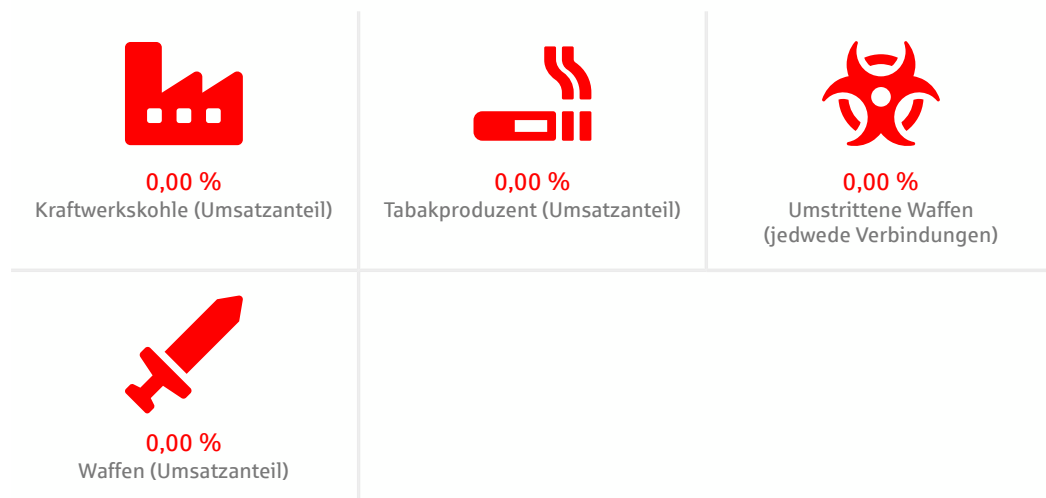 0,00 %
Kraftwerkskohle (Umsatzanteil)
0,00 %
Tabakproduzent (Umsatzanteil)
0,00 %
Umstrittene Waffen
(jedwede Verbindungen)
0,00 %
Waffen (Umsatzanteil)